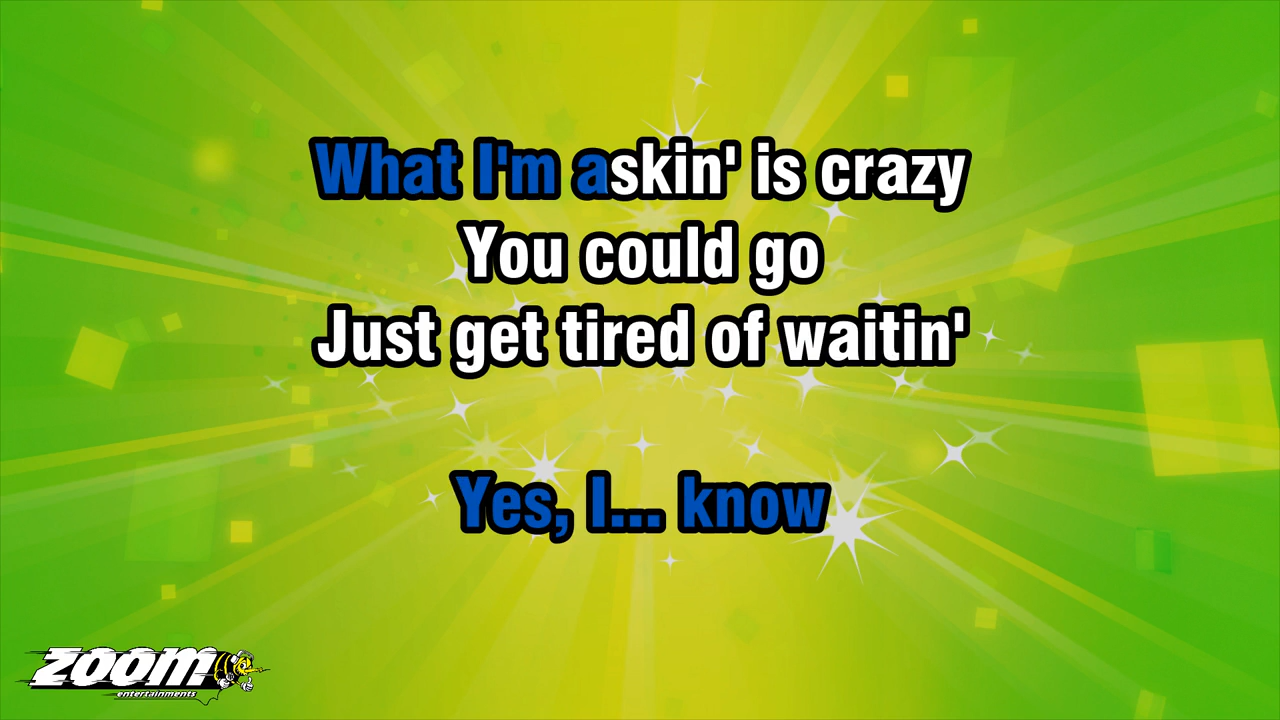 What I'm askin' is crazy
You could go
Just get tired of waitin'
Yes, I... know
zoom
entertainments